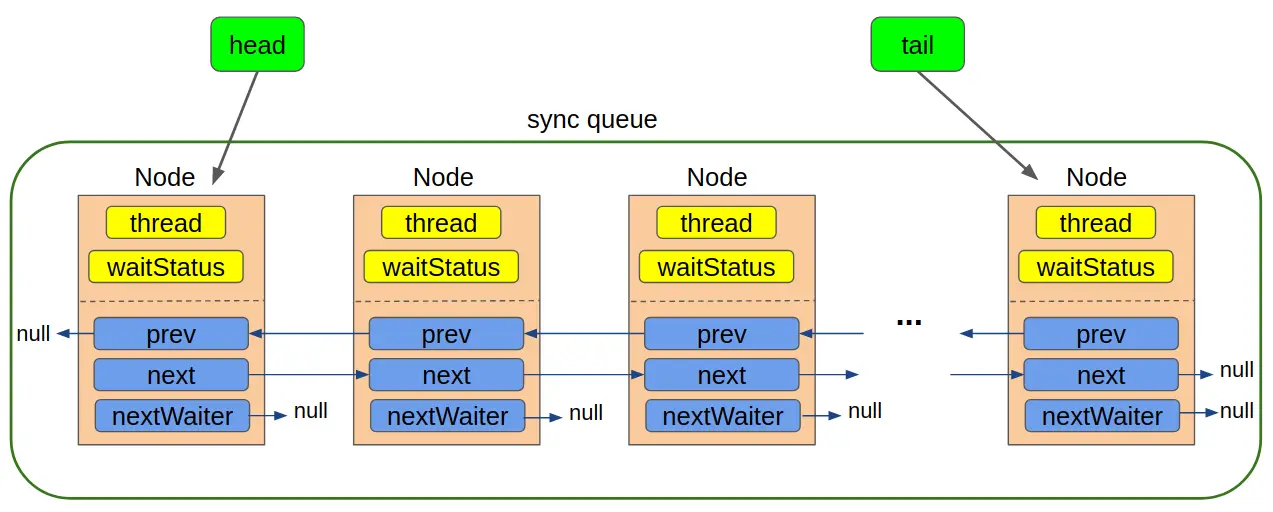 head
tail
sync queue
Node Node Node Node
thread thread thread thread
waitStatus waitStatus waitStatus waitStatus
null prev prev prev ... prev
next next next next null
nextWaiter null nextWaiter null nextWaiter null nextWaiter null